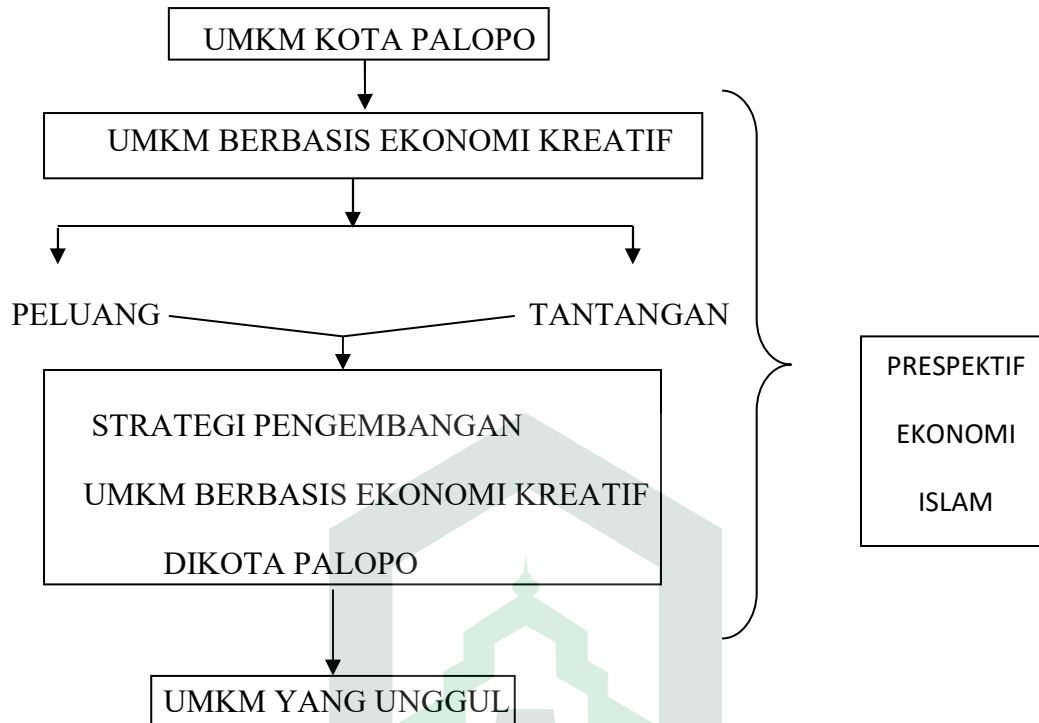 UMKM KOTA PALOPO
UMKM BERBASIS EKONOMI KREATIF
PELUANG
TANTANGAN
STRATEGI PENGEMBANGAN
UMKM BERBASIS EKONOMI KREATIF
DIKOTA PALOPO
UMKM YANG UNGGUL
PRESPEKTIF
EKONOMI
ISLAM